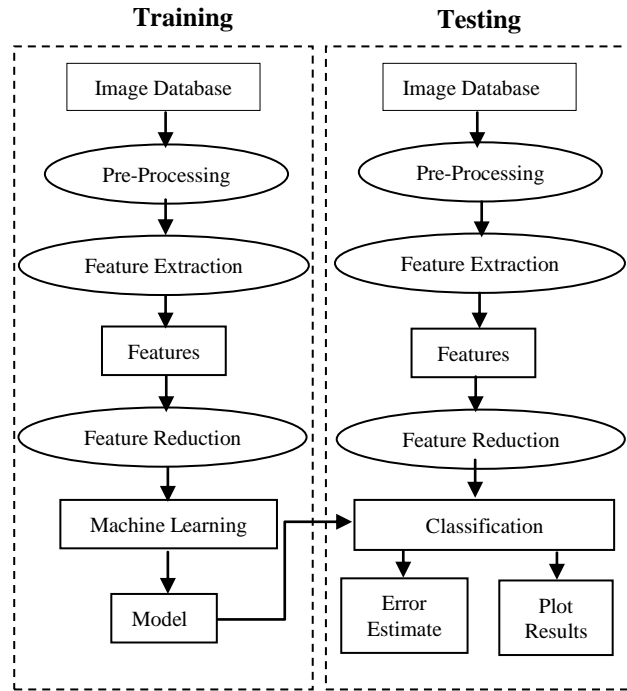 Training
Image Database
Pre-Processing
Feature Extraction
Features
Feature Reduction
Machine Learning
Model
Testing
Image Database
Pre-Processing
Feature Extraction
Features
Feature Reduction
Classification
Error
Estimate
Plot
Results